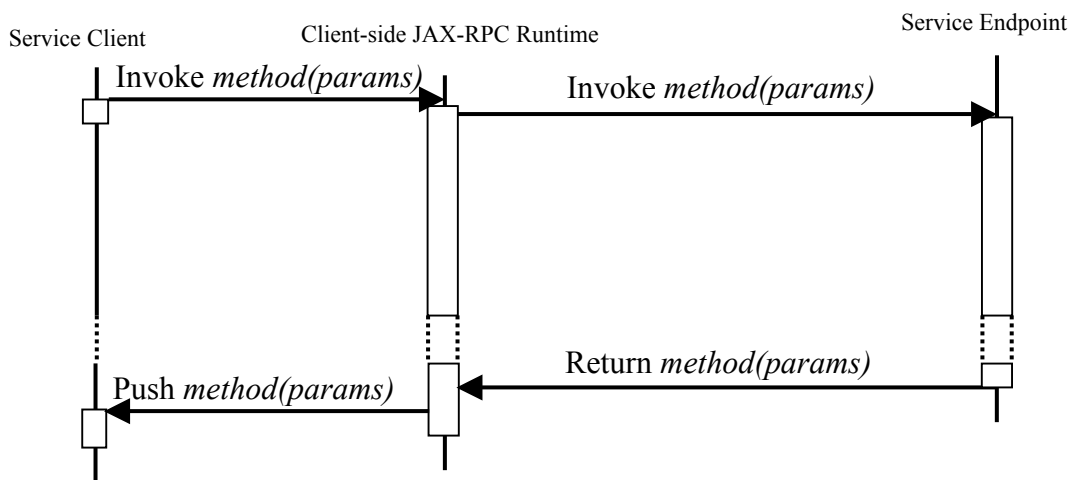 Service Client
Client-side JAX-RPC Runtime
Service Endpoint
Invoke method(params)
Invoke method(params)
Return method(params)
Push method(params)